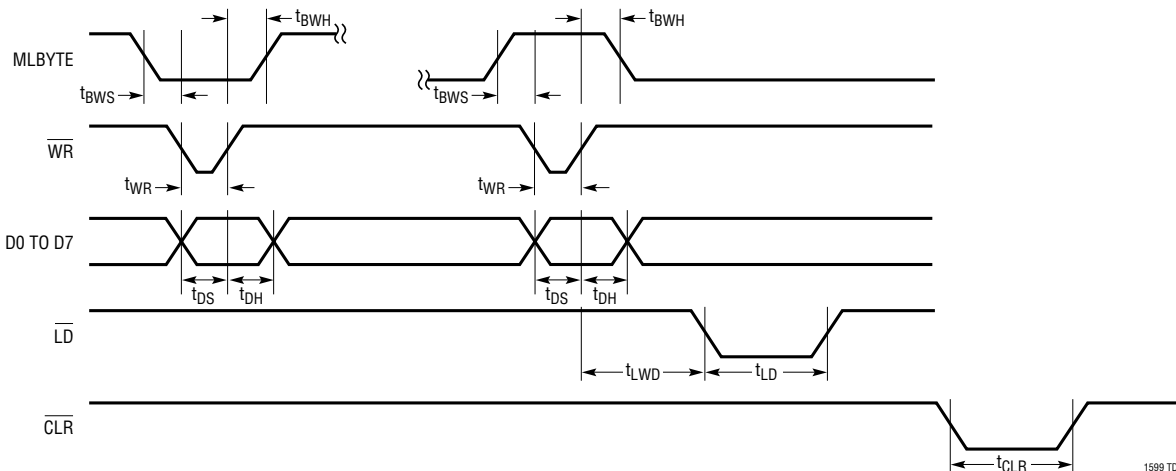 tBWH
tBWH
MLBYTE
tBWS
tBWS
WR
tWR
tWR
D0 TO D7
tDS
tDH
tDS
tDH
LD
tLWD
tLD
CLR
tCLR
1599 TD